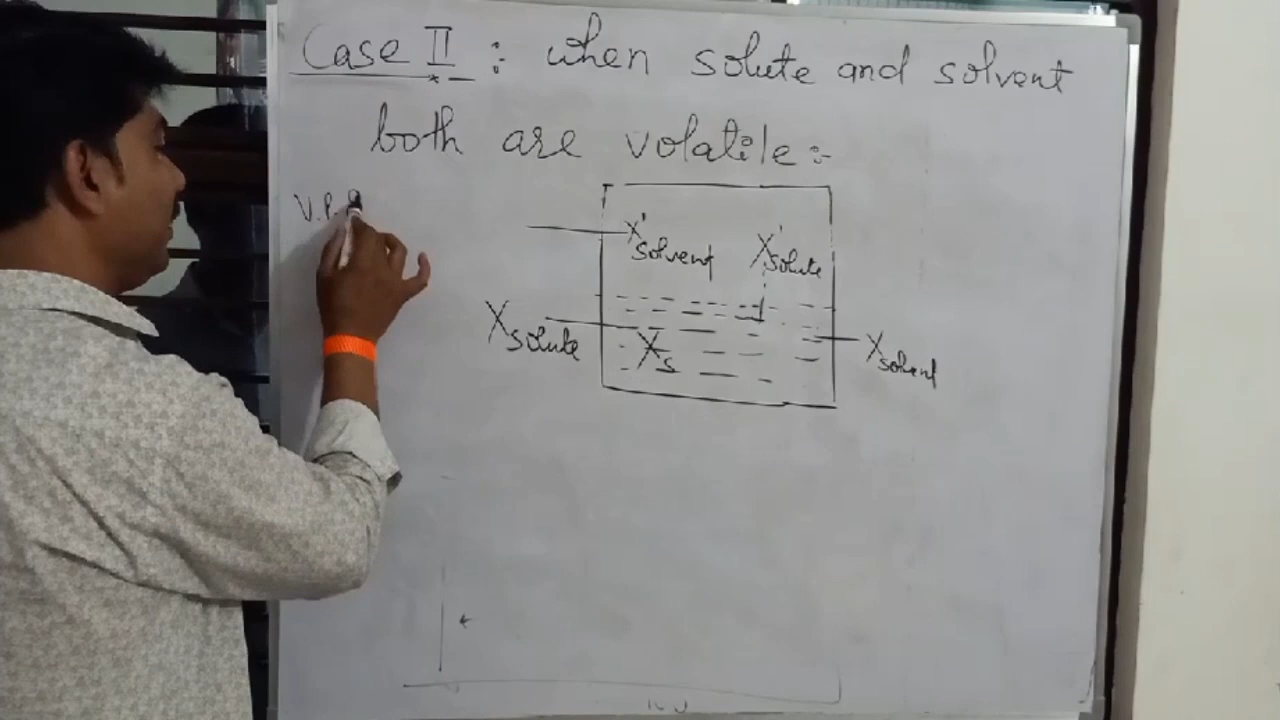 Case II : when solute and solvent
both are volatile :-
V.P.
X'solvent X'solute
Xsolute Xs Xsolvent